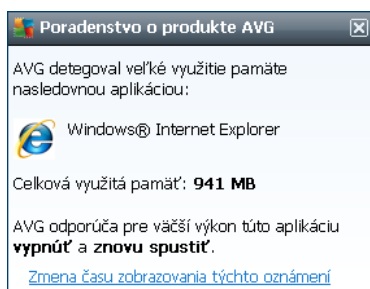 Poradenstvo o produkte AVG
AVG detegoval veľké využitie pamäte
nasledovnou aplikáciou:
Windows® Internet Explorer
Celková využitá pamäť: 941 MB
AVG odporúča pre väčší výkon túto aplikáciu
vypnúť a znovu spustiť.
Zmena času zobrazovania týchto oznámení